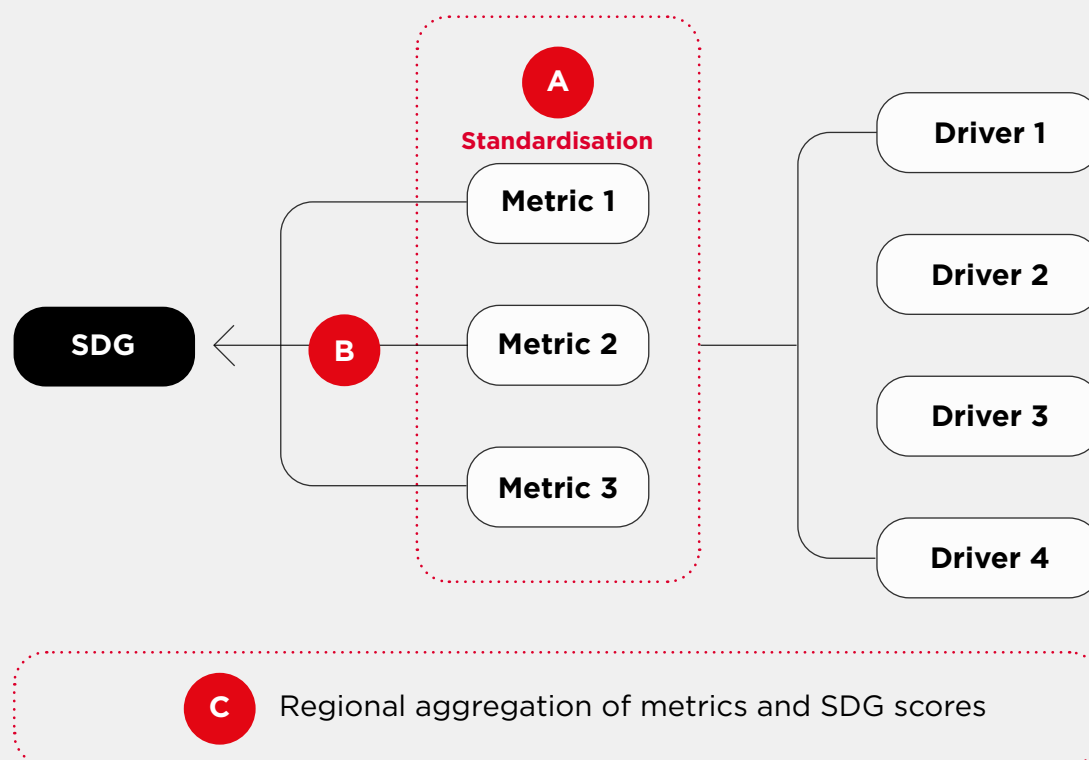 A
Standardisation
Metric 1
Metric 2
Metric 3
SDG
B
Driver 1
Driver 2
Driver 3
Driver 4
C Regional aggregation of metrics and SDG scores